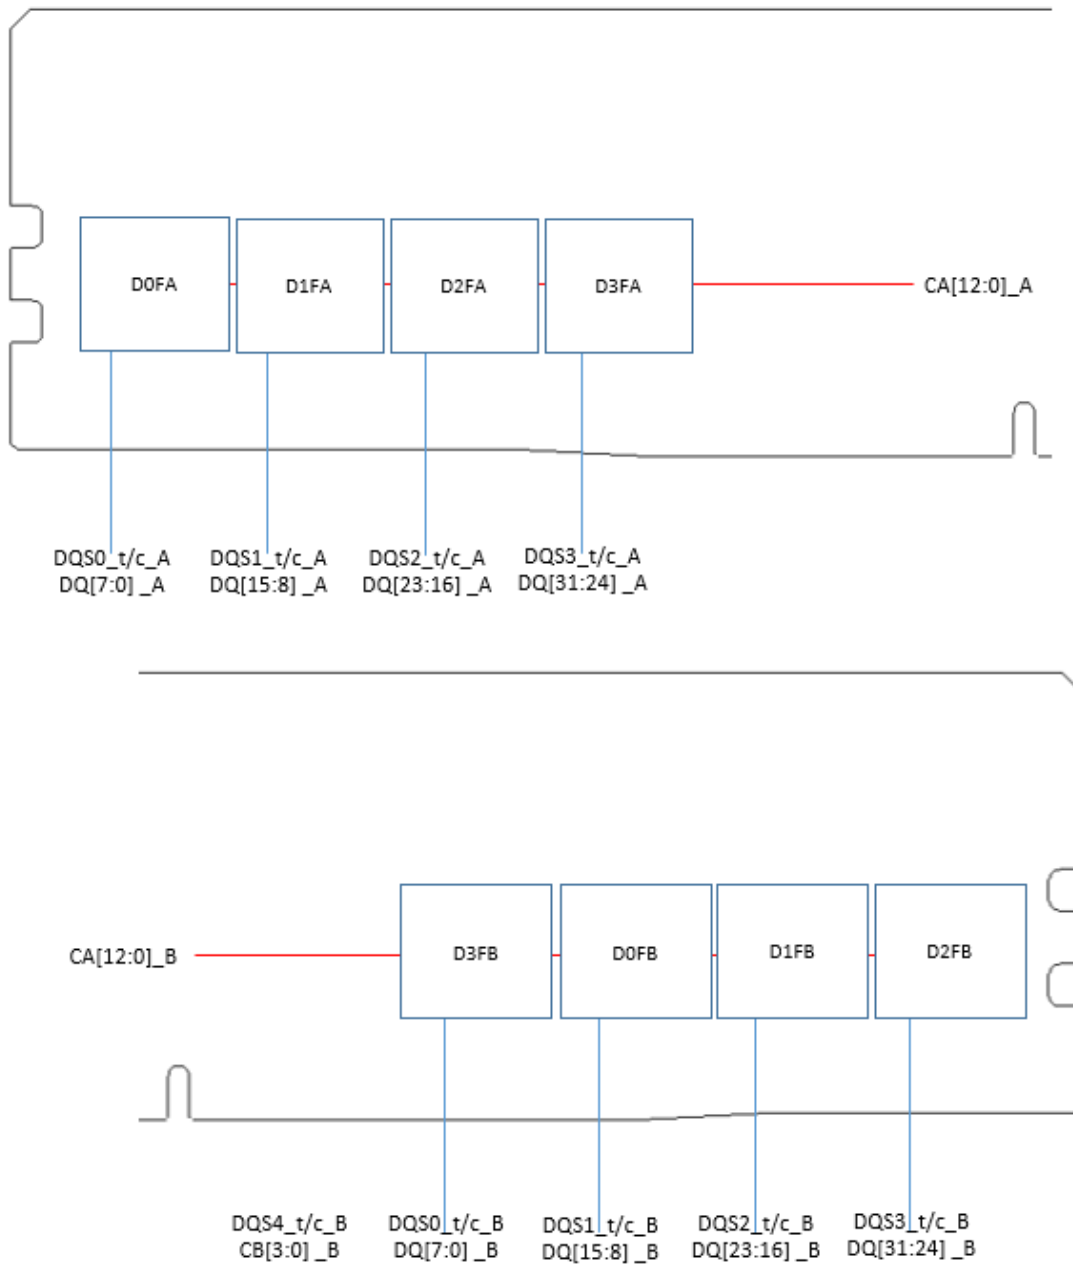 D0FA
D1FA
D2FA
D3FA
CA[12:0]_A
DQS0_t/c_A
DQ[7:0] _A
DQS1_t/c_A
DQ[15:8] _A
DQS2_t/c_A
DQ[23:16] _A
DQS3_t/c_A
DQ[31:24] _A
CA[12:0]_B
D3FB
D0FB
D1FB
D2FB
DQS4_t/c_B
CB[3:0] _B
DQS0_t/c_B
DQ[7:0] _B
DQS1_t/c_B
DQ[15:8] _B
DQS2_t/c_B
DQ[23:16] _B
DQS3_t/c_B
DQ[31:24] _B